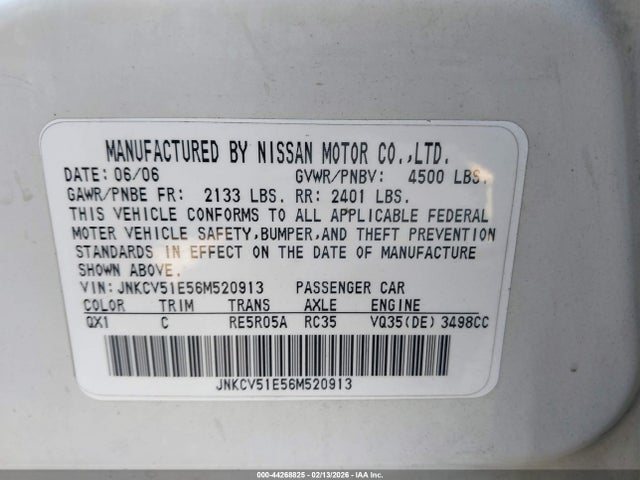 MANUFACTURED BY NISSAN MOTOR CO.,LTD.
DATE: 06/06 GVWR/PNBV: 4500 LBS.
GAWR/PNBE FR: 2133 LBS. RR: 2401 LBS.
THIS VEHICLE CONFORMS TO ALL APPLICABLE FEDERAL
MOTER VEHICLE SAFETY,BUMPER,AND THEFT PREVENTION
STANDARDS IN EFFECT ON THE DATE OF MANUFACTURE
SHOWN ABOVE.
VIN: JNKCV51E56M520913 PASSENGER CAR
COLOR TRIM TRANS AXLE ENGINE
QX1 C RE5R05A RC35 VQ35(DE) 3498CC
JNKCV51E56M520913
000-44268825 - 02/13/2026 - IAAI Inc.